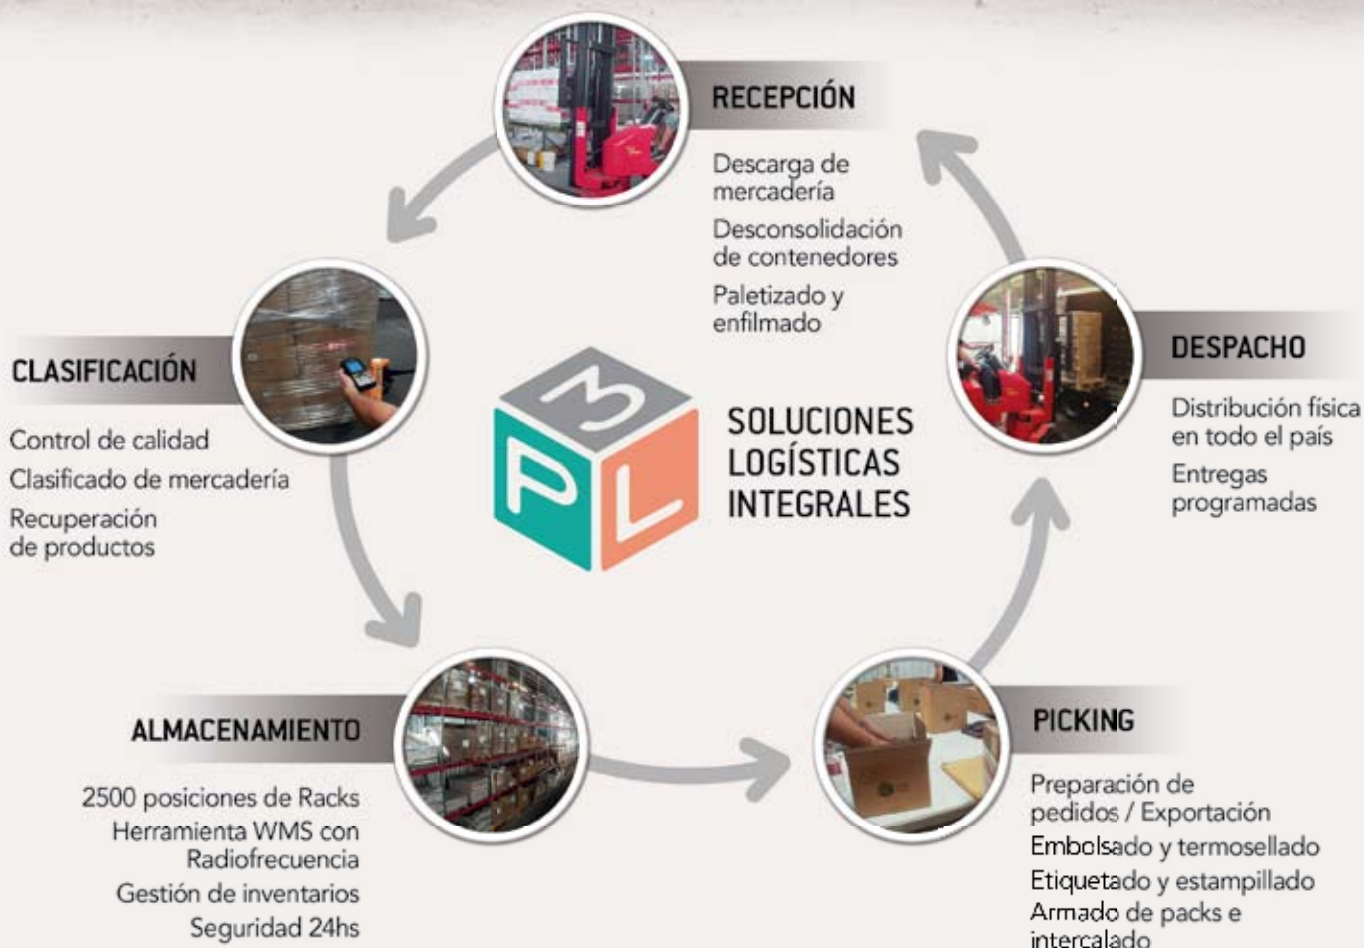 RECEPCIÓN
Descarga de
mercadería
Desconsolidación
de contenedores
Paletizado y
enfilmado
CLASIFICACIÓN
Control de calidad
Clasificado de mercadería
Recuperación
de productos
3
P
L
SOLUCIONES
LOGÍSTICAS
INTEGRALES
DESPACHO
Distribución física
en todo el país
Entregas
programadas
ALMACENAMIENTO
2500 posiciones de Racks
Herramienta WMS con
Radiofrecuencia
Gestión de inventarios
Seguridad 24hs
PICKING
Preparación de
pedidos / Exportación
Embolsado y termosellado
Etiquetado y estampillado
Armado de packs e
intercalado